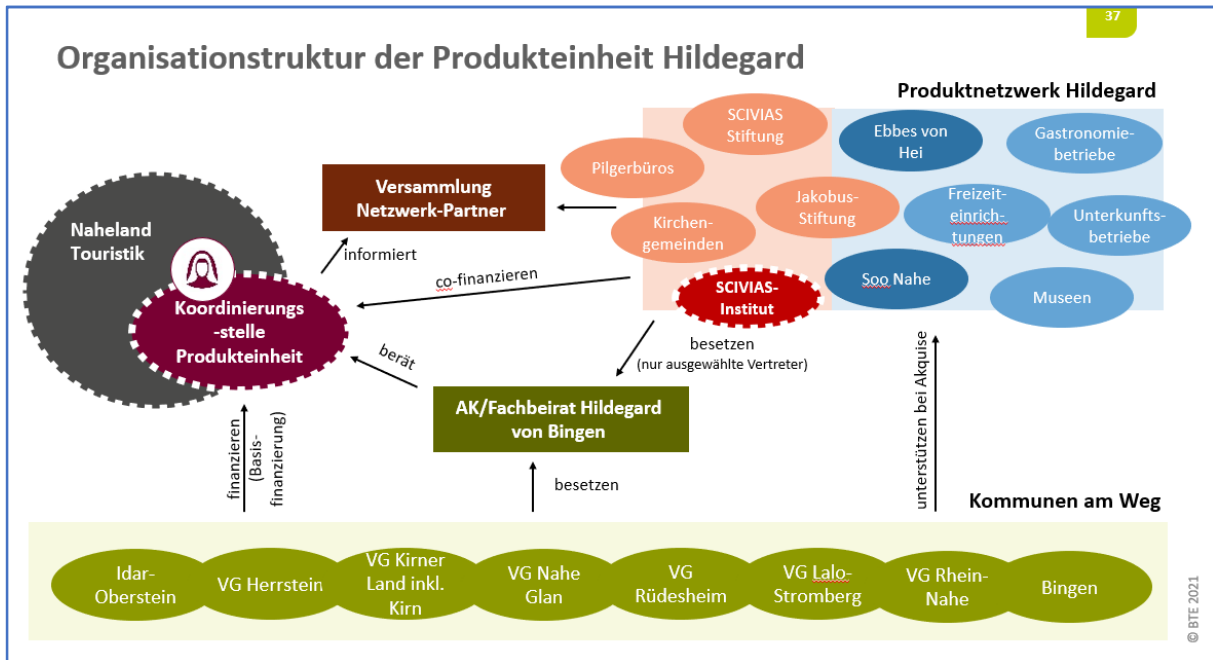 37
Organisationstruktur der Produkteinheit Hildegard
Produktnetzwerk Hildegard
SCIVIAS
Stiftung
Ebbes von
Hei
Gastronomie-
betriebe
Pilgerbüros
Versammlung
Netzwerk-Partner
Jakobus-
Stiftung
Freizeit-
einrich-
tungen
Unterkunfts-
betriebe
Kirchen-
gemeinden
Naheland
Touristik
informiert
co-finanzieren
SCIVIAS-
Institut
Soo Nahe
Museen
Koordinierungs
-stelle
Produkteinheit
besetzen
(nur ausgewählte Vertreter)
berät
AK/Fachbeirat Hildegard
von Bingen
finanzieren
(Basis-
finanzierung)
besetzen
unterstützen bei Akquise
Kommunen am Weg
Idar-
Oberstein
VG Herrstein
VG Kirner
Land inkl.
Kirn
VG Nahe
Glan
VG
Rüdesheim
VG Lalo-
Stromberg
VG Rhein-
Nahe
Bingen
© BTE 2021